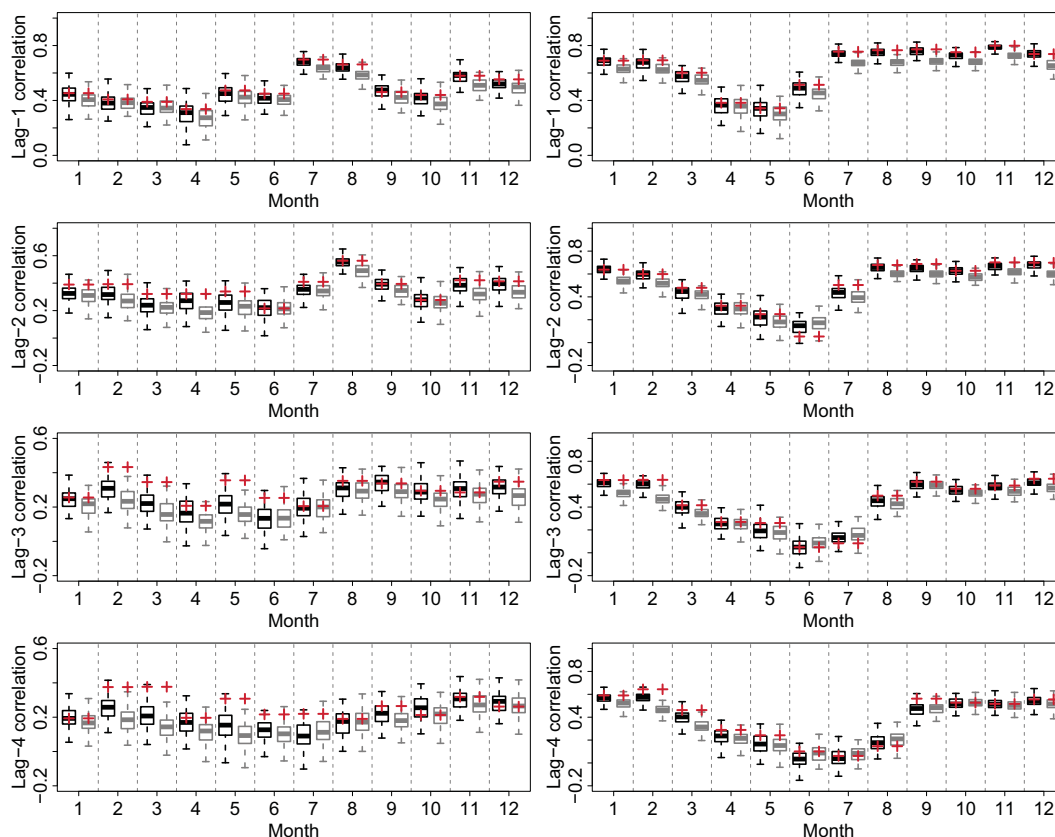 Lag−1 correlation
0.0 0.4 0.8
1 2 3 4 5 6 7 8 9 10 11 12
Month
Lag−1 correlation
0.0 0.4 0.8
1 2 3 4 5 6 7 8 9 10 11 12
Month
Lag−2 correlation
−0.2 0.2 0.6
1 2 3 4 5 6 7 8 9 10 11 12
Month
Lag−2 correlation
−0.2 0.4 0.8
1 2 3 4 5 6 7 8 9 10 11 12
Month
Lag−3 correlation
−0.2 0.2 0.6
1 2 3 4 5 6 7 8 9 10 11 12
Month
Lag−3 correlation
−0.2 0.4 0.8
1 2 3 4 5 6 7 8 9 10 11 12
Month
Lag−4 correlation
−0.2 0.2 0.6
1 2 3 4 5 6 7 8 9 10 11 12
Month
Lag−4 correlation
−0.2 0.4 0.8
1 2 3 4 5 6 7 8 9 10 11 12
Month